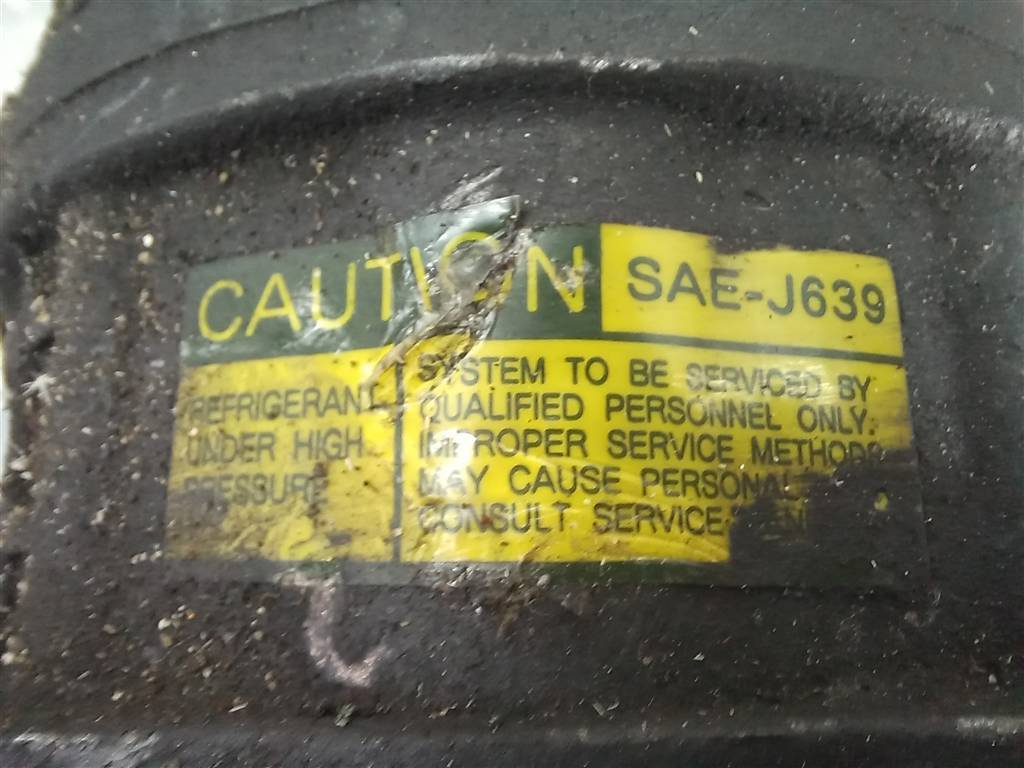 CAUTION SAE-J639
REFRIGERANT
UNDER HIGH
PRESSURE
SYSTEM TO BE SERVICED BY
QUALIFIED PERSONNEL ONLY.
IMPROPER SERVICE METHODS
MAY CAUSE PERSONAL
CONSULT SERVICE